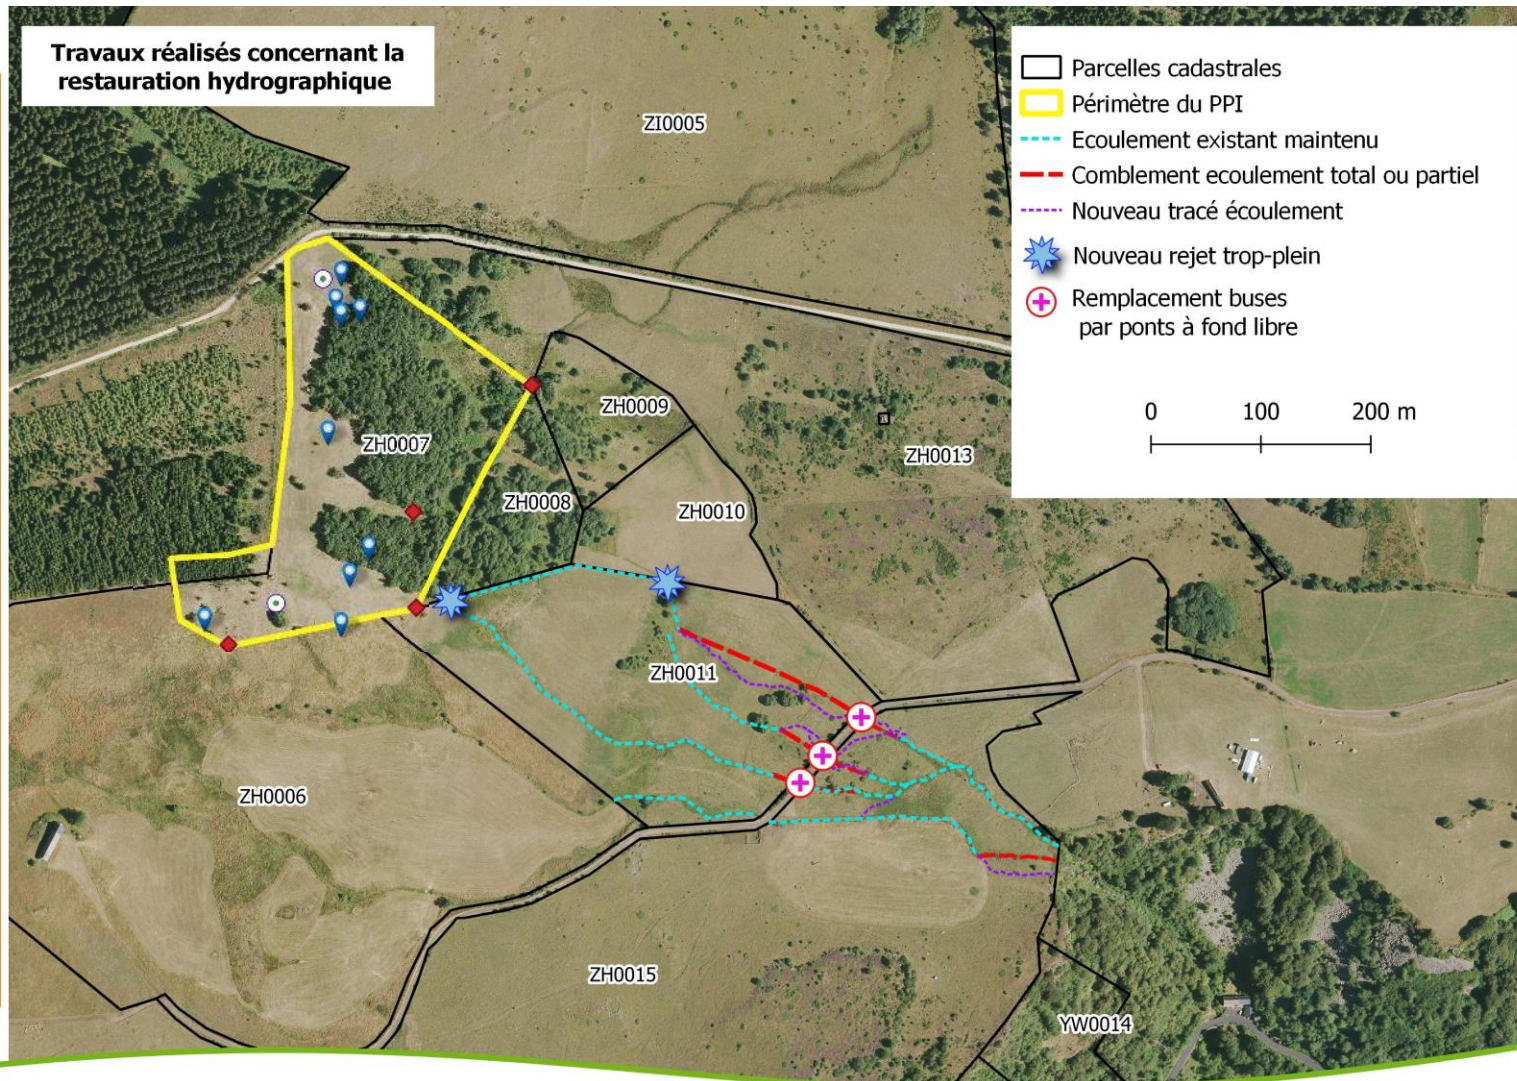 Travaux réalisés concernant la
restauration hydrographique
Parcelles cadastrales
Périmètre du PPI
Ecoulement existant maintenu
Comblement ecoulement total ou partiel
Nouveau tracé écoulement
Nouveau rejet trop-plein
Remplacement buses
par ponts à fond libre
0 100 200 m
ZI0005
ZH0009
ZH0007
ZH0013
ZH0008
ZH0010
ZH0011
ZH0006
ZH0015
YW0014